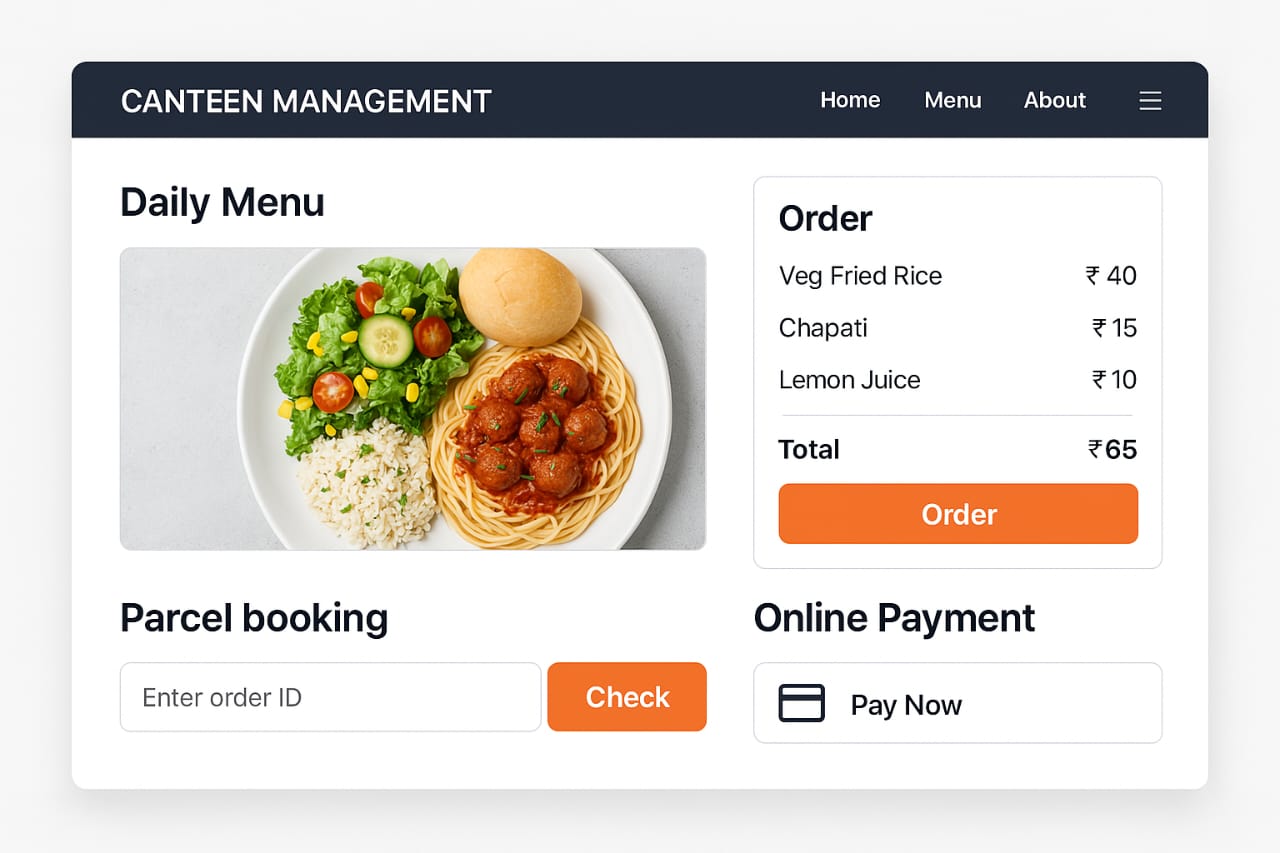 CANTEEN MANAGEMENT
Home Menu About
Daily Menu
Order
Veg Fried Rice ₹ 40
Chapati ₹ 15
Lemon Juice ₹ 10
Total ₹65
Order
Parcel booking
Enter order ID
Check
Online Payment
Pay Now